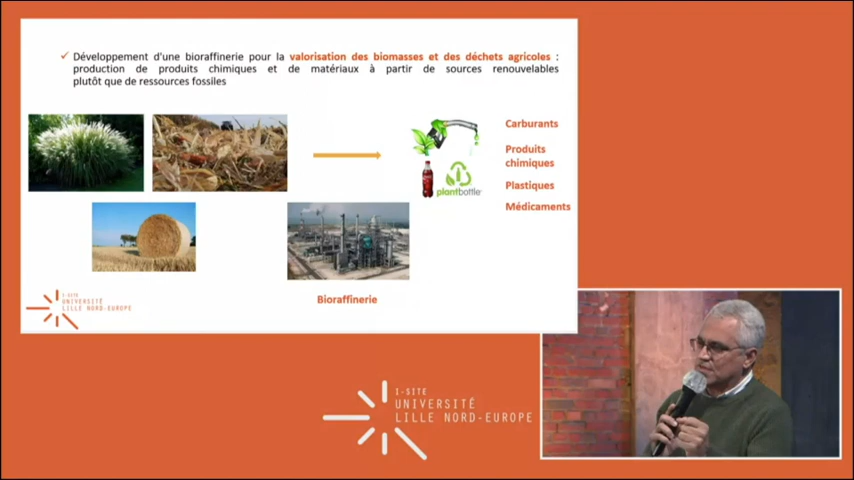 ✓ Développement d'une bioraffinerie pour la valorisation des biomasses et des déchets agricoles :
production de produits chimiques et de matériaux à partir de sources renouvelables
plutôt que de ressources fossiles
Carburants
Produits
chimiques
plantbottle
Plastiques
Médicaments
Bioraffinerie
I-SITE
UNIVERSITÉ
LILLE NORD-EUROPE
I-SITE
UNIVERSITÉ
LILLE NORD-EUROPE